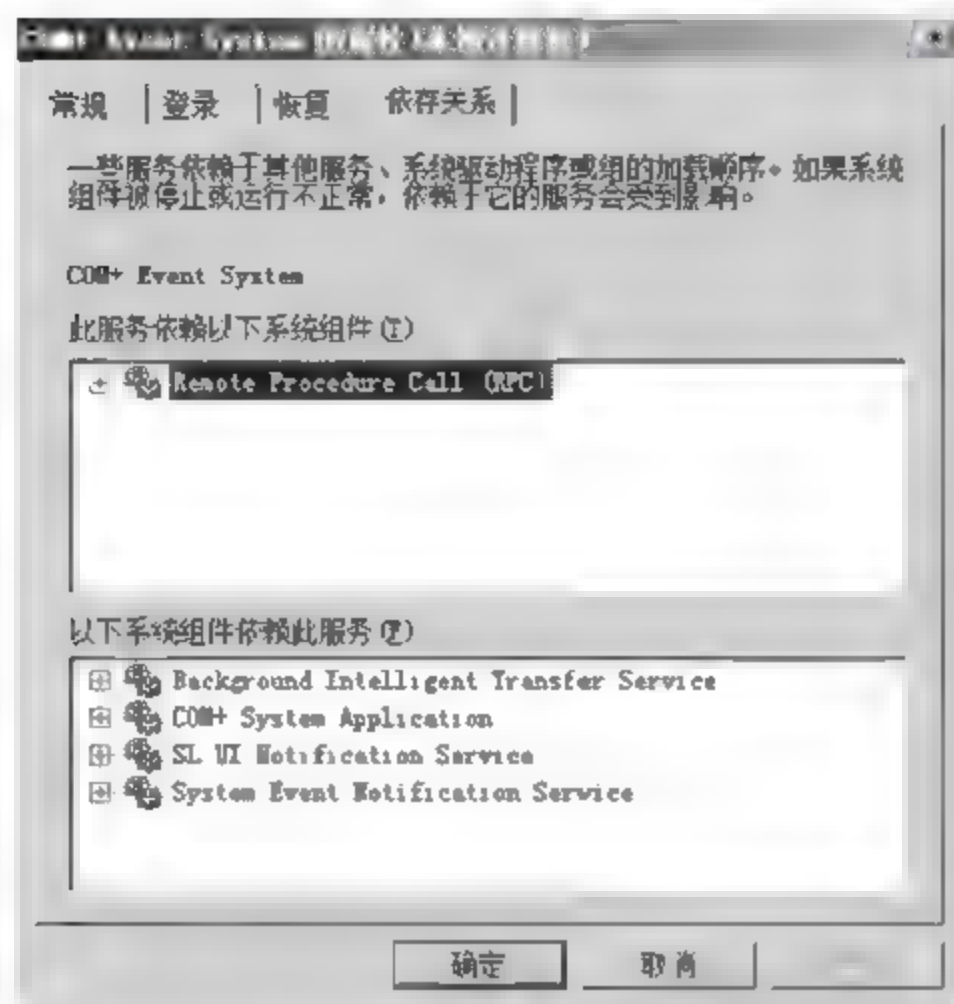 Event System
常规 登录 恢复 依存关系
一些服务依赖于其他服务、系统驱动程序或组的加载顺序。如果系统
组件被停止或运行不正常，依赖于它的服务会受到影响。
COM+ Event System
此服务依赖以下系统组件(I)
Remote Procedure Call (RPC)
以下系统组件依赖此服务(P)
Background Intelligent Transfer Service
COM+ System Application
SL UI Notification Service
System Event Notification Service
确定 取消